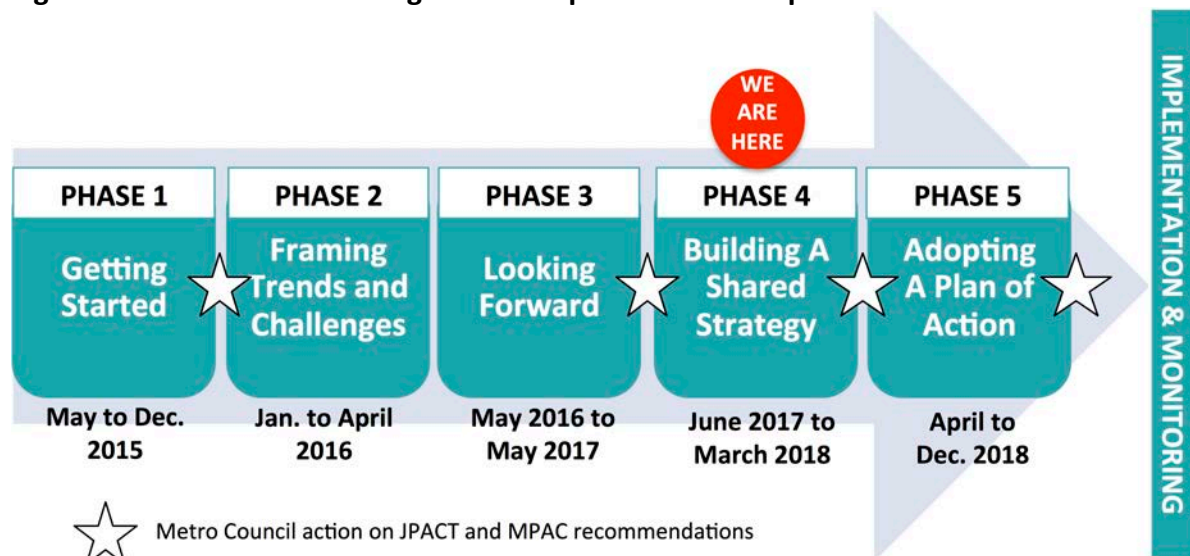 WE
ARE
HERE
PHASE 1
Getting
Started
May to Dec.
2015
PHASE 2
Framing
Trends and
Challenges
Jan. to April
2016
PHASE 3
Looking
Forward
May 2016 to
May 2017
PHASE 4
Building A
Shared
Strategy
June 2017 to
March 2018
PHASE 5
Adopting
A Plan of
Action
April to
Dec. 2018
IMPLEMENTATION & MONITORING
Metro Council action on JPACT and MPAC recommendations